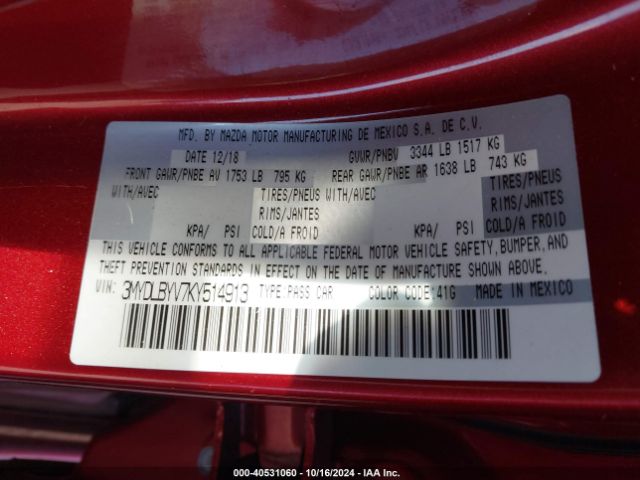 MFD. BY MAZDA MOTOR MANUFACTURING DE MEXICO S.A. DE C.V.
DATE 12/18 GVWR/PNBV 3344 LB 1517 KG
FRONT GAWR/PNBE AV 1753 LB 795 KG REAR GAWR/PNBE AR 1638 LB 743 KG
WITH/AVEC TIRES/PNEUS WITH/AVEC TIRES/PNEUS
RIMS/JANTES RIMS/JANTES
KPA/ PSI COLD/A FROID KPA/ PSI COLD/A FROID
THIS VEHICLE CONFORMS TO ALL APPLICABLE FEDERAL MOTOR VEHICLE SAFETY, BUMPER, AND
THEFT PREVENTION STANDARDS IN EFFECT ON THE DATE OF MANUFACTURE SHOWN ABOVE.
VIN: 3MYDLBYV7KY514913 TYPE:PASS CAR COLOR CODE:41G MADE IN MEXICO
000-40531060 - 10/16/2024 - IAA Inc.